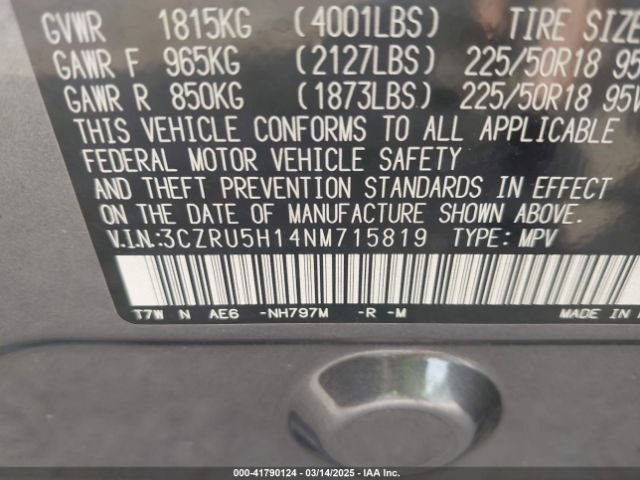 GVWR 1815KG (4001LBS) TIRE SIZE
GAWR F 965KG (2127LBS) 225/50R18 95
GAWR R 850KG (1873LBS) 225/50R18 95V
THIS VEHICLE CONFORMS TO ALL APPLICABLE
FEDERAL MOTOR VEHICLE SAFETY
AND THEFT PREVENTION STANDARDS IN EFFECT
ON THE DATE OF MANUFACTURE SHOWN ABOVE.
V.I.N.:3CZRU5H14NM715819 TYPE: MPV
T7W N AE6 -NH797M -R -M MADE IN
000-41790124 | 03/14/2025 | IAA, Inc.